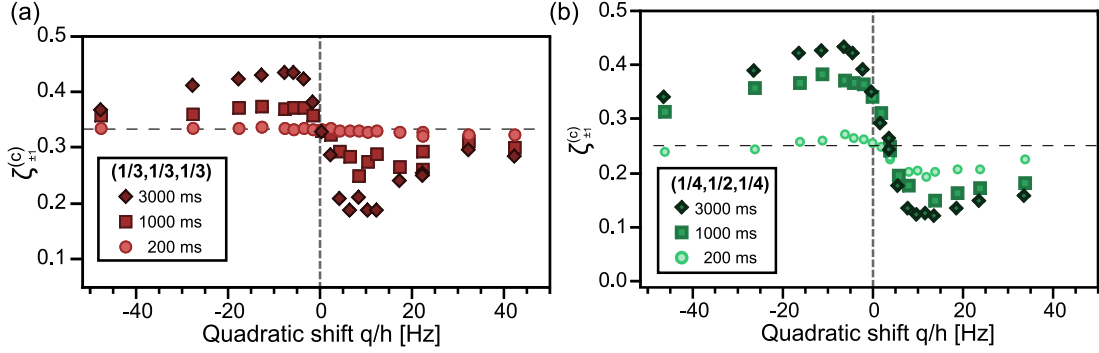 (a)
0.5
0.4
0.3
0.2
0.1
ζ±1(c)
(1/3,1/3,1/3)
3000 ms
1000 ms
200 ms
-40
-20
0
20
40
Quadratic shift q/h [Hz]
(b)
0.5
0.4
0.3
0.2
0.1
0.0
ζ±1(c)
(1/4,1/2,1/4)
3000 ms
1000 ms
200 ms
-40
-20
0
20
40
Quadratic shift q/h [Hz]